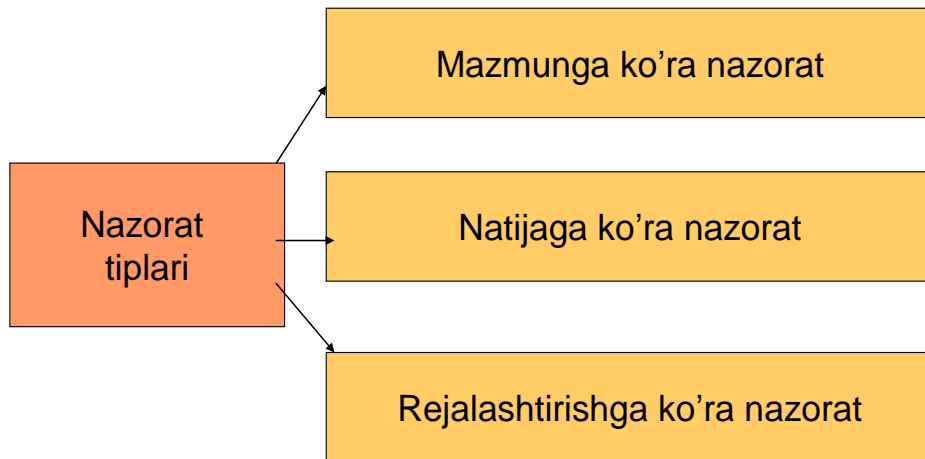 Mazmunga ko’ra nazorat
Nazorat
tiplari
Natijaga ko’ra nazorat
Rejalashtirishga ko’ra nazorat